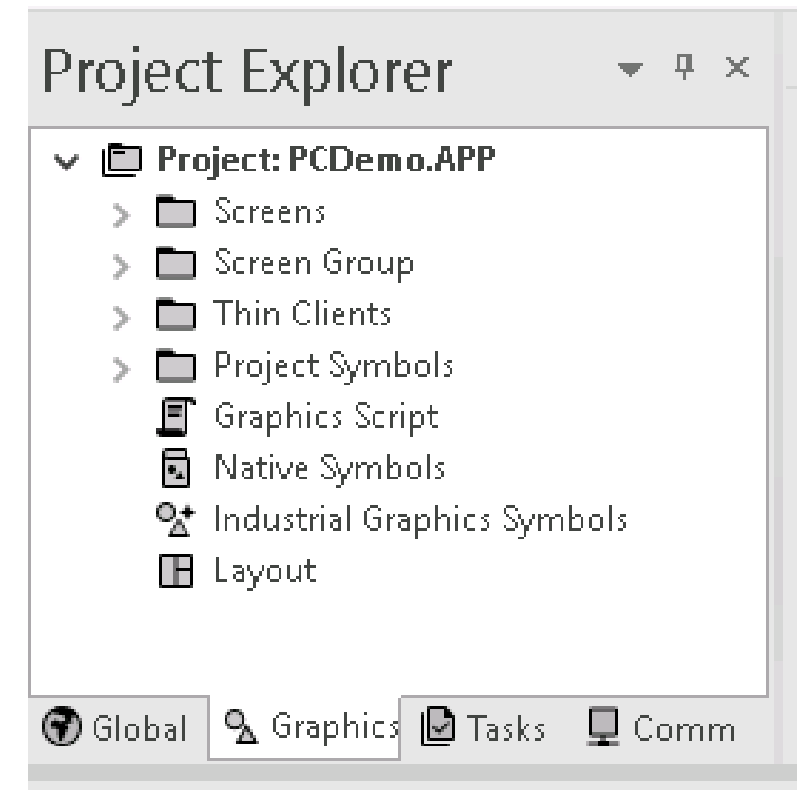 Project Explorer
Project: PCDemo.APP
Screens
Screen Group
Thin Clients
Project Symbols
Graphics Script
Native Symbols
Industrial Graphics Symbols
Layout
Global Graphics Tasks Comm